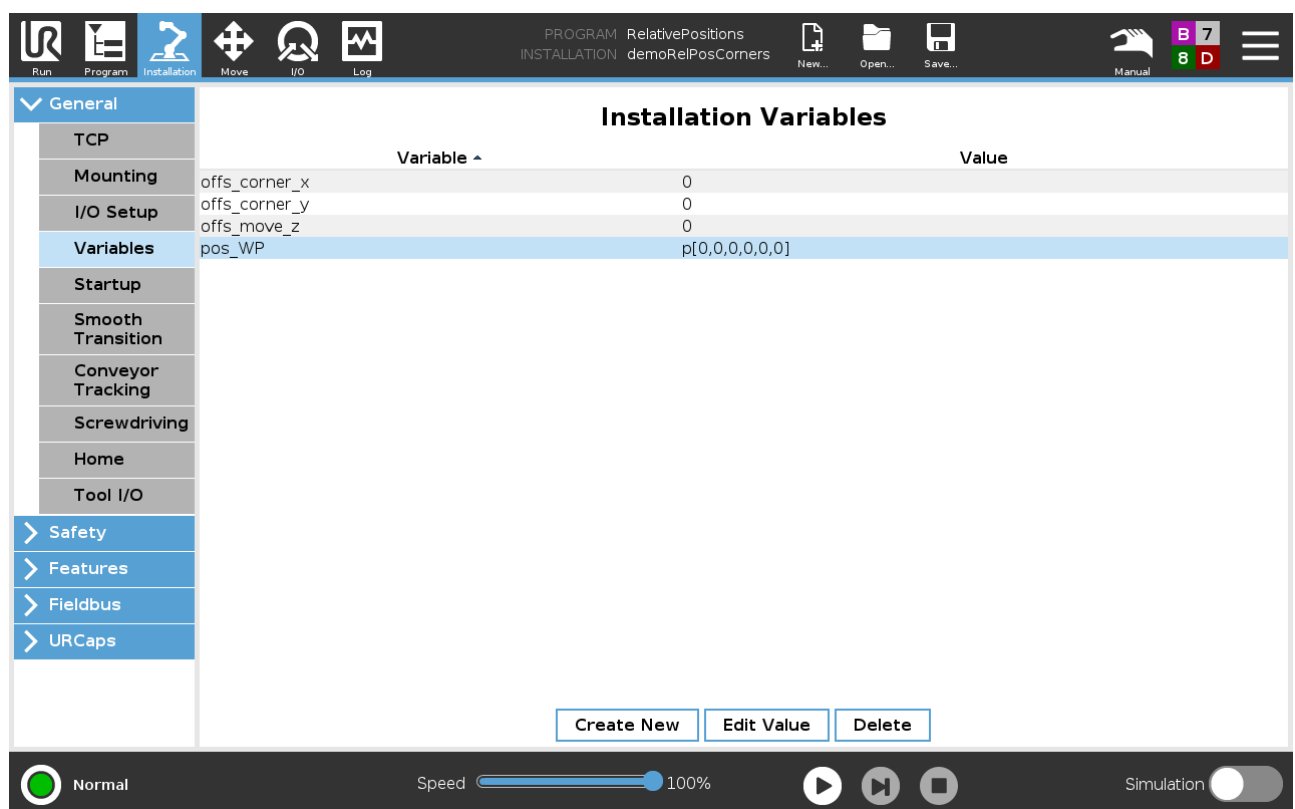 PROGRAM RelativePositions
INSTALLATION demoRelPosCorners
Run Program Installation Move I/O Log New... Open... Save... Manual
B 7
8 D
General
TCP
Mounting
I/O Setup
Variables
Startup
Smooth
Transition
Conveyor
Tracking
Screwdriving
Home
Tool I/O
Safety
Features
Fieldbus
URCaps
Installation Variables
Variable Value
offs_corner_x 0
offs_corner_y 0
offs_move_z 0
pos_WP p[0,0,0,0,0,0]
Create New Edit Value Delete
Normal Speed 100% Simulation